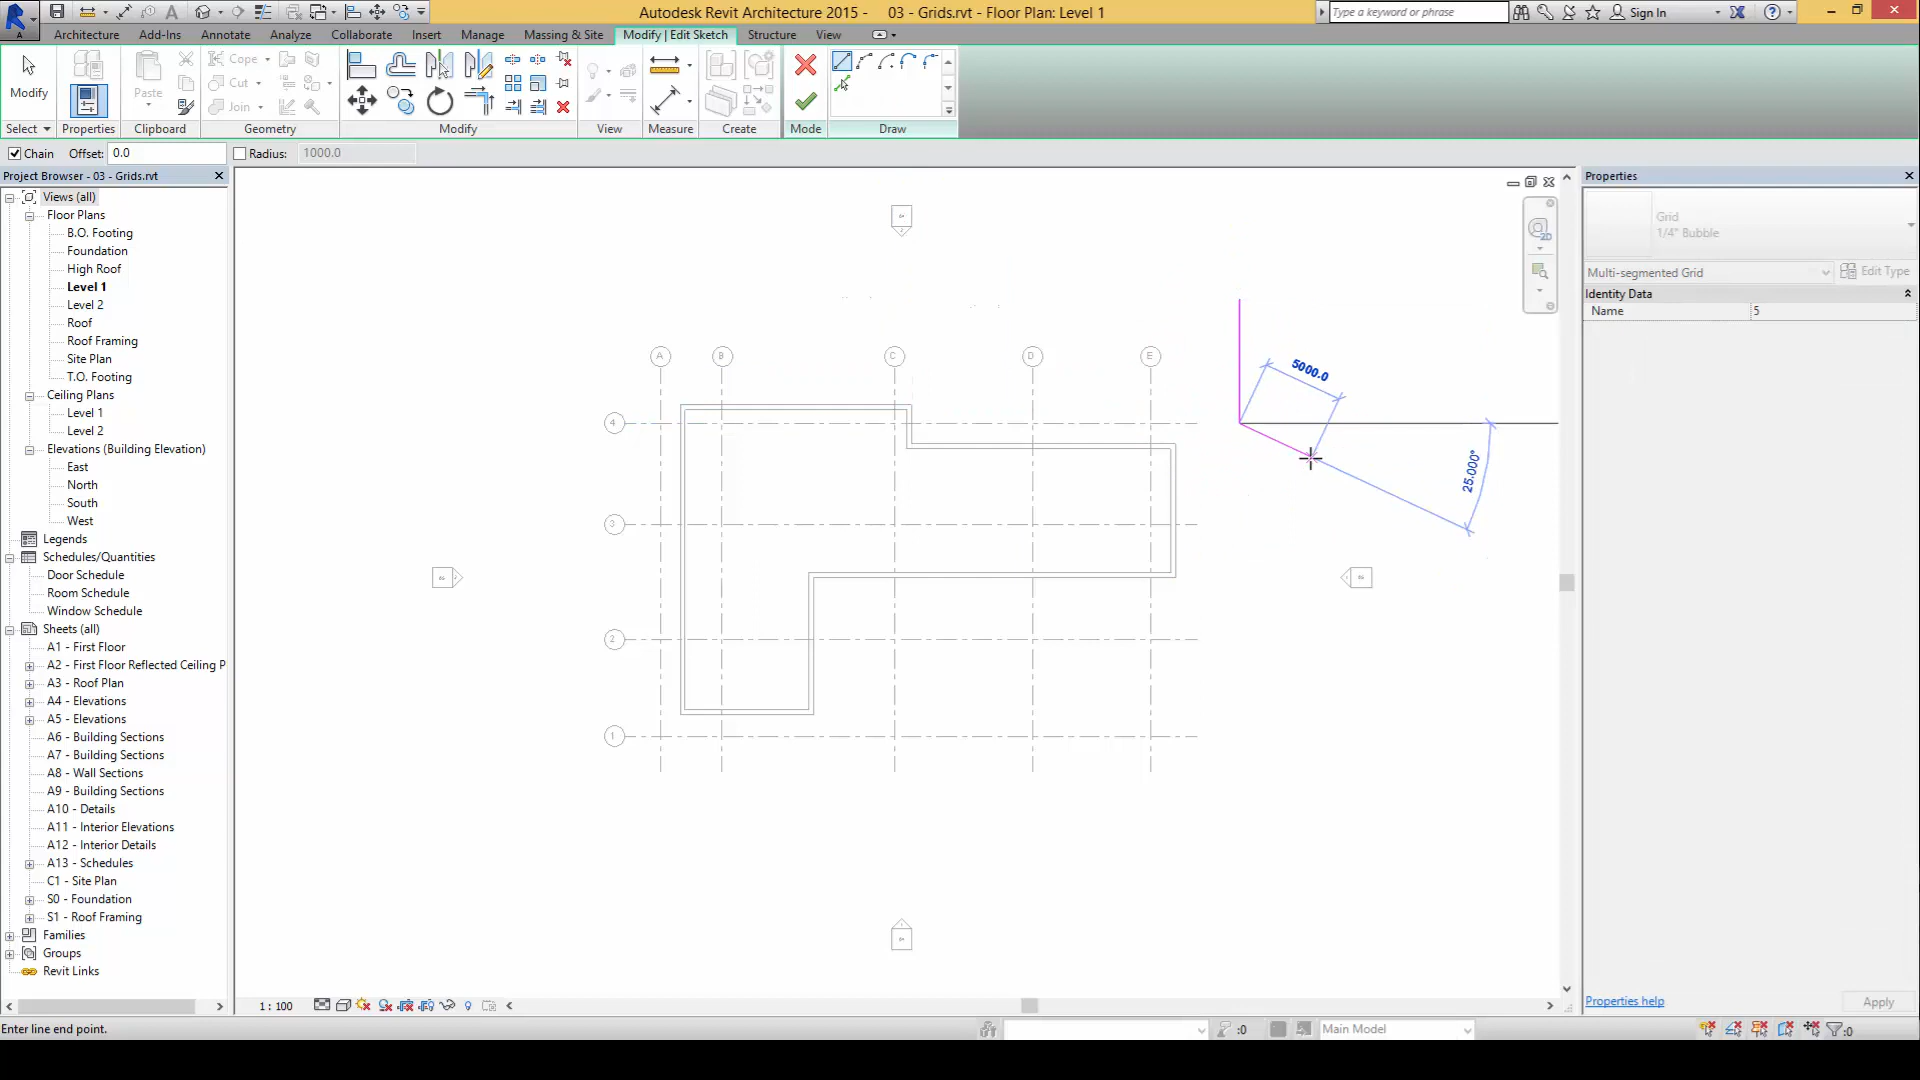 Autodesk Revit Architecture 2015 - 03 - Grids.rvt - Floor Plan: Level 1
Type a keyword or phrase
Sign In
Architecture
Add-Ins
Annotate
Analyze
Collaborate
Insert
Manage
Massing & Site
Modify | Edit Sketch
Structure
View
Modify
Paste
Cope
Cut
Join
Select
Properties
Clipboard
Geometry
Modify
View
Measure
Create
Mode
Draw
Chain
Offset: 0.0
Radius: 1000.0
Project Browser - 03 - Grids.rvt
Views (all)
Floor Plans
B.O. Footing
Foundation
High Roof
Level 1
Level 2
Roof
Roof Framing
Site Plan
T.O. Footing
Ceiling Plans
Level 1
Level 2
Elevations (Building Elevation)
East
North
South
West
Legends
Schedules/Quantities
Door Schedule
Room Schedule
Window Schedule
Sheets (all)
A1 - First Floor
A2 - First Floor Reflected Ceiling P
A3 - Roof Plan
A4 - Elevations
A5 - Elevations
A6 - Building Sections
A7 - Building Sections
A8 - Wall Sections
A9 - Building Sections
A10 - Details
A11 - Interior Elevations
A12 - Interior Details
A13 - Schedules
C1 - Site Plan
S0 - Foundation
S1 - Roof Framing
Families
Groups
Revit Links
A
B
C
D
E
4
3
2
1
5000.0
25.000°
2D
Properties
Grid
1/4" Bubble
Multi-segmented Grid
Edit Type
Identity Data
Name 5
Properties help
Apply
1 : 100
Enter line end point.
:0
Main Model
:0